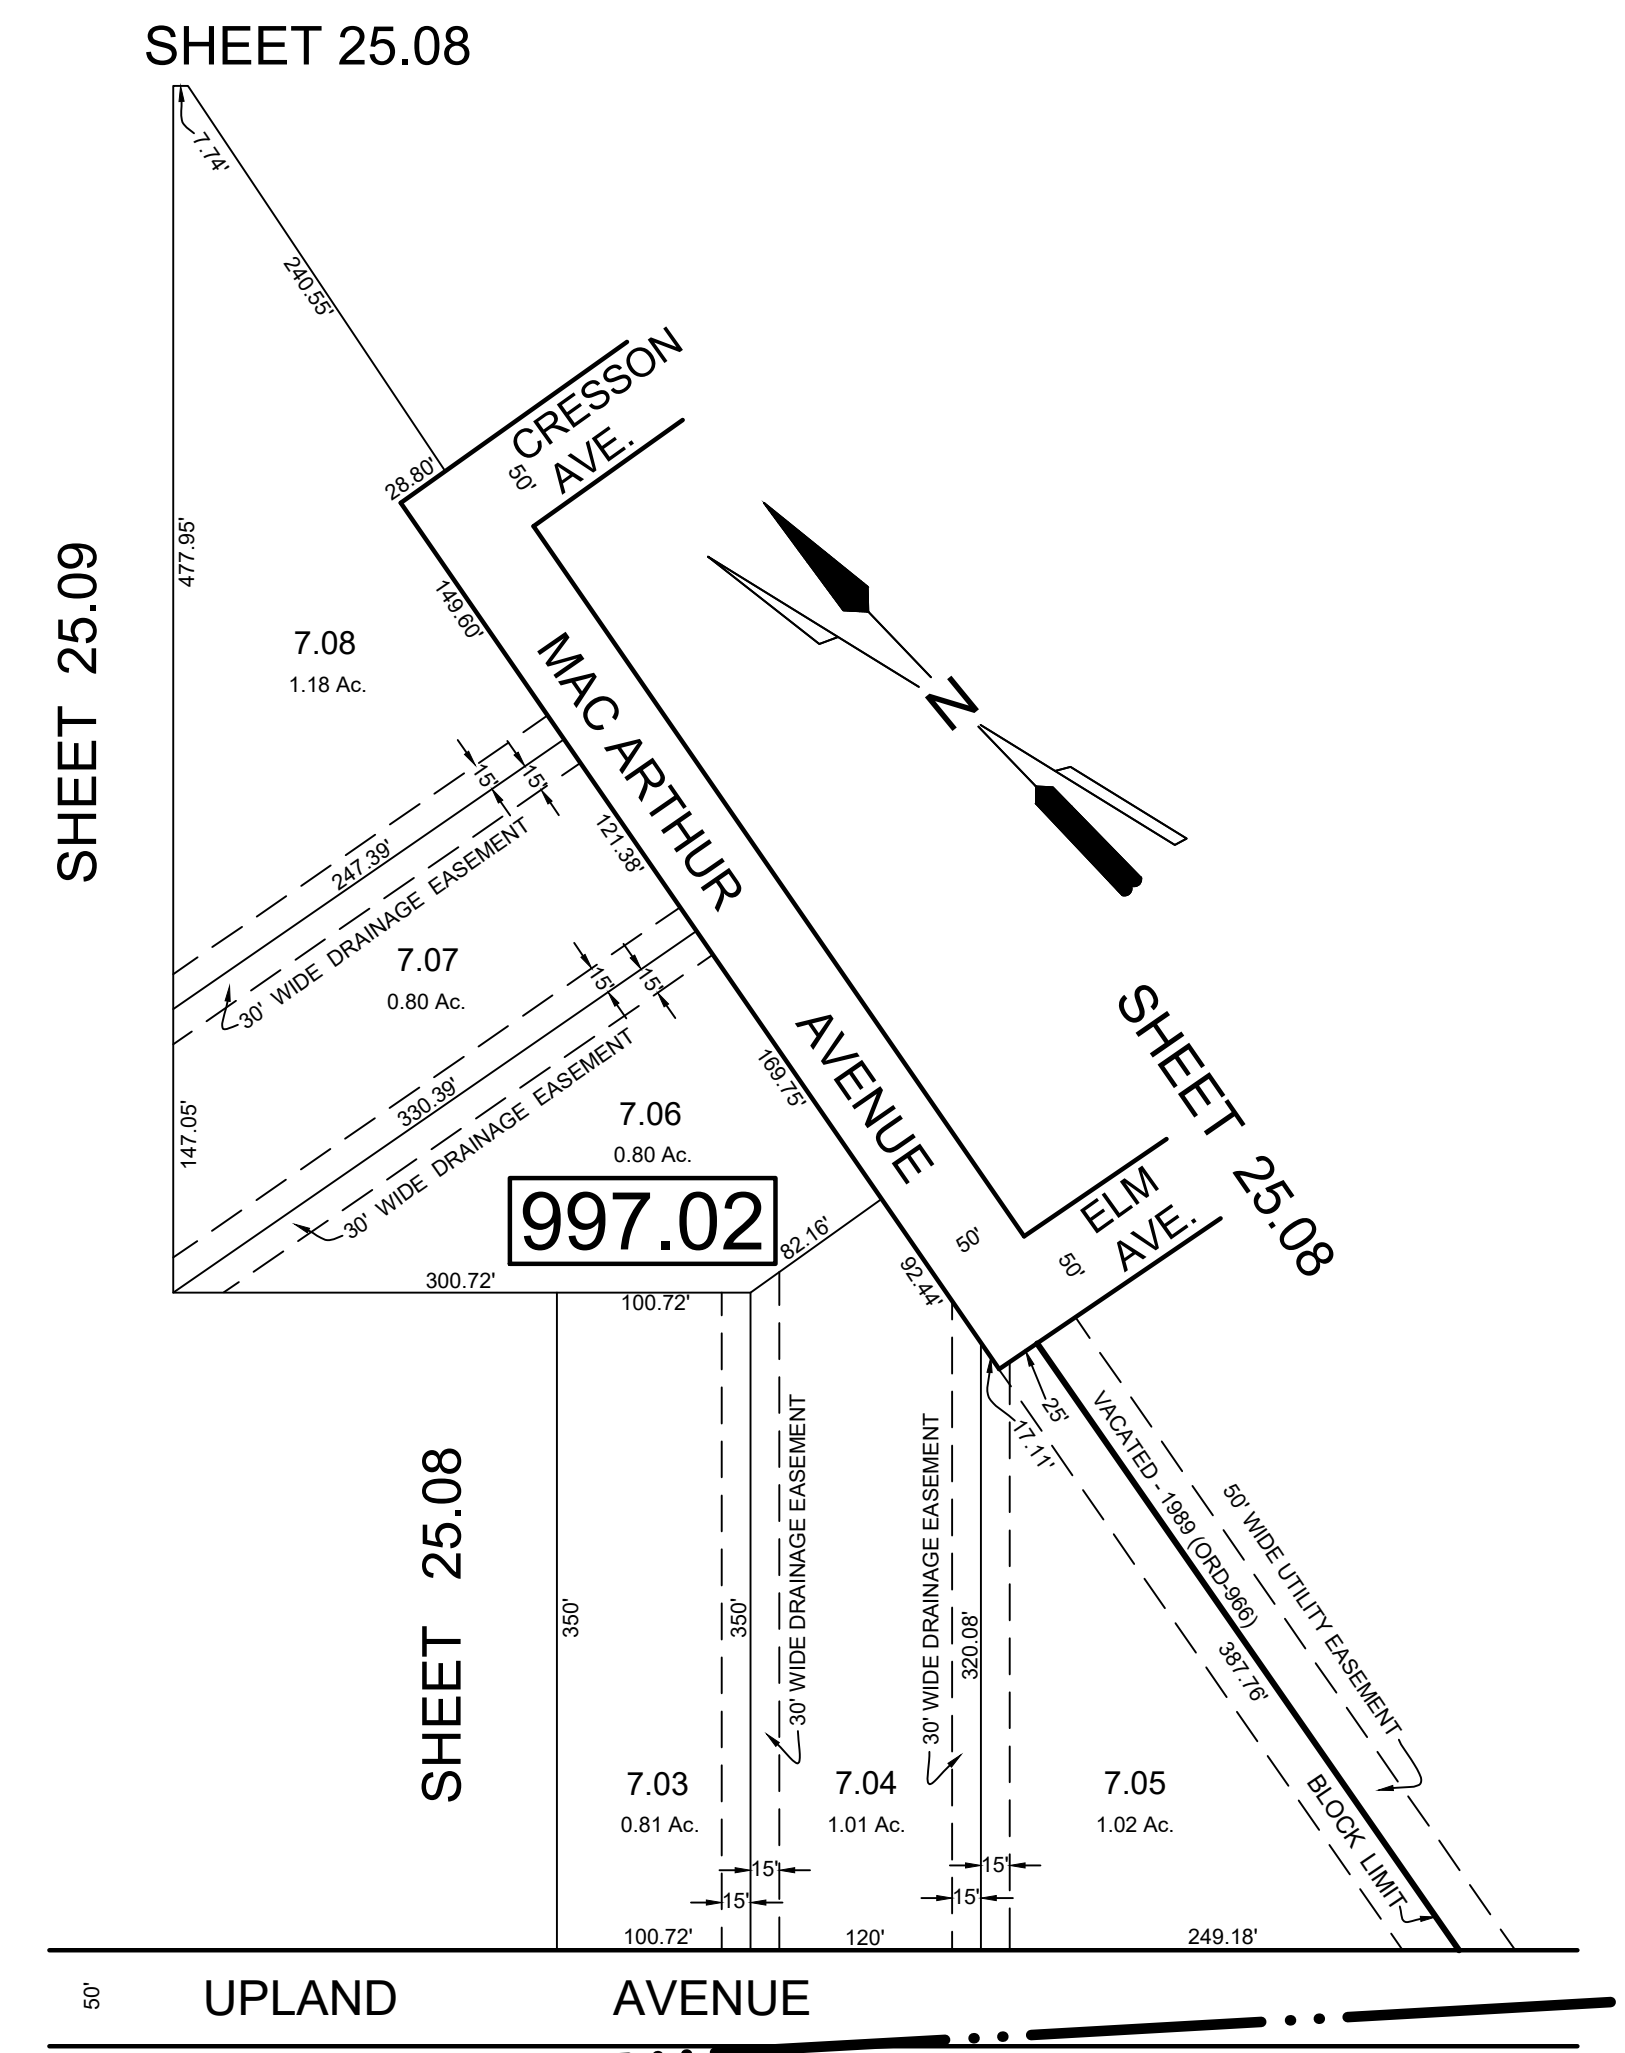 SHEET 25.08
7.74'
240.55'
CRESSON
AVE.
50'
28.80'
477.95'
SHEET 25.09
149.60'
7.08
1.18 Ac.
MAC ARTHUR
AVENUE
N
15'
15'
247.39'
30' WIDE DRAINAGE EASEMENT
121.38'
7.07
0.80 Ac.
15'
15'
330.39'
30' WIDE DRAINAGE EASEMENT
169.75'
147.05'
7.06
0.80 Ac.
SHEET 25.08
ELM
AVE.
50'
50'
997.02
82.16'
92.44'
300.72'
100.72'
25'
17.11'
VACATED - 1989 (ORD-966)
387.76'
50' WIDE UTILITY EASEMENT
BLOCK LIMIT
SHEET 25.08
350'
350'
30' WIDE DRAINAGE EASEMENT
30' WIDE DRAINAGE EASEMENT
320.08'
7.03
0.81 Ac.
7.04
1.01 Ac.
7.05
1.02 Ac.
15'
15'
15'
15'
100.72'
120'
249.18'
50'
UPLAND AVENUE